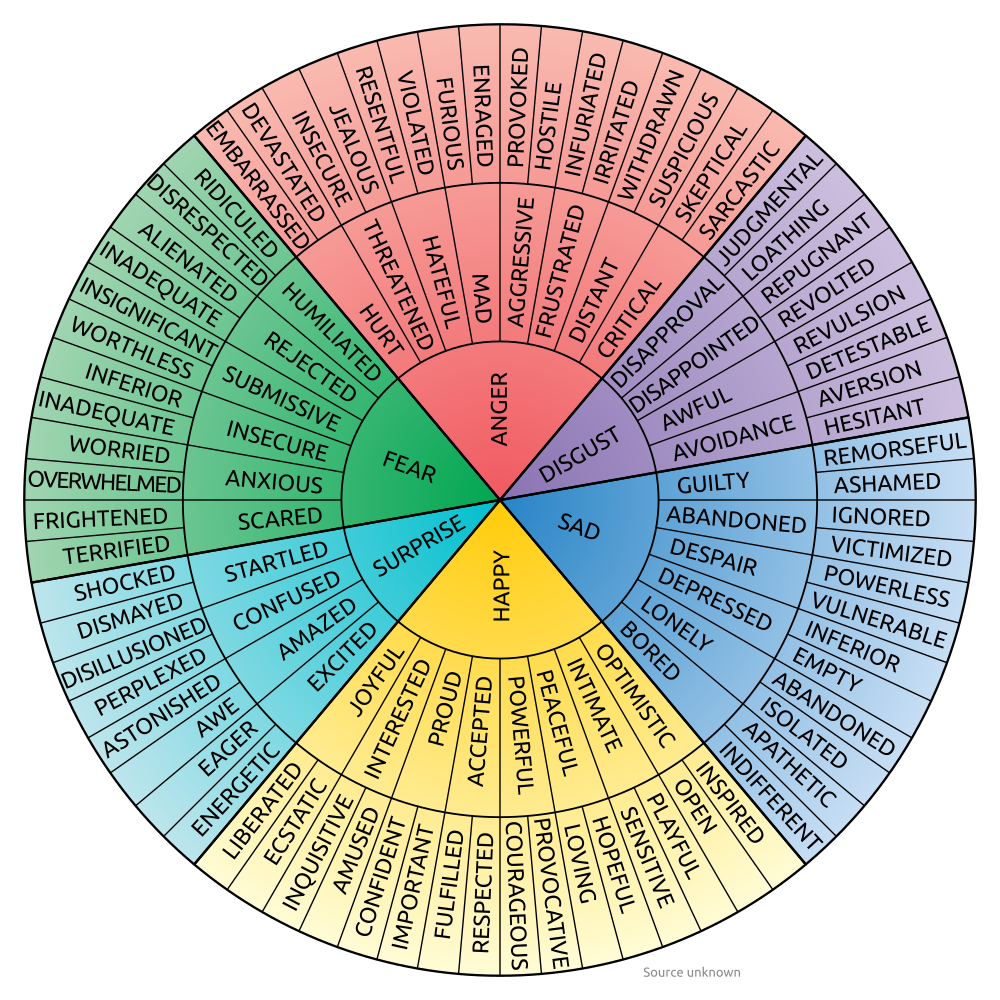 ANGER
DISGUST
SAD
HAPPY
SURPRISE
FEAR
HURT
THREATENED
HATEFUL
MAD
AGGRESSIVE
FRUSTRATED
DISTANT
CRITICAL
DISAPPROVAL
DISAPPOINTED
AWFUL
AVOIDANCE
GUILTY
ABANDONED
DESPAIR
DEPRESSED
LONELY
BORED
OPTIMISTIC
INTIMATE
PEACEFUL
POWERFUL
ACCEPTED
PROUD
INTERESTED
JOYFUL
EXCITED
AMAZED
CONFUSED
STARTLED
SCARED
ANXIOUS
INSECURE
SUBMISSIVE
REJECTED
HUMILIATED
EMBARRASSED
DEVASTATED
INSECURE
JEALOUS
RESENTFUL
VIOLATED
FURIOUS
ENRAGED
PROVOKED
HOSTILE
INFURIATED
IRRITATED
WITHDRAWN
SUSPICIOUS
SKEPTICAL
SARCASTIC
JUDGMENTAL
LOATHING
REPUGNANT
REVOLTED
REVULSION
DETESTABLE
AVERSION
HESITANT
REMORSEFUL
ASHAMED
IGNORED
VICTIMIZED
POWERLESS
VULNERABLE
INFERIOR
EMPTY
ABANDONED
ISOLATED
APATHETIC
INDIFFERENT
INSPIRED
OPEN
PLAYFUL
SENSITIVE
HOPEFUL
LOVING
PROVOCATIVE
COURAGEOUS
RESPECTED
FULFILLED
IMPORTANT
CONFIDENT
AMUSED
INQUISITIVE
ECSTATIC
LIBERATED
ENERGETIC
EAGER
AWE
ASTONISHED
PERPLEXED
DISILLUSIONED
DISMAYED
SHOCKED
TERRIFIED
FRIGHTENED
OVERWHELMED
WORRIED
INADEQUATE
INFERIOR
WORTHLESS
INSIGNIFICANT
INADEQUATE
ALIENATED
DISRESPECTED
RIDICULED
Source unknown